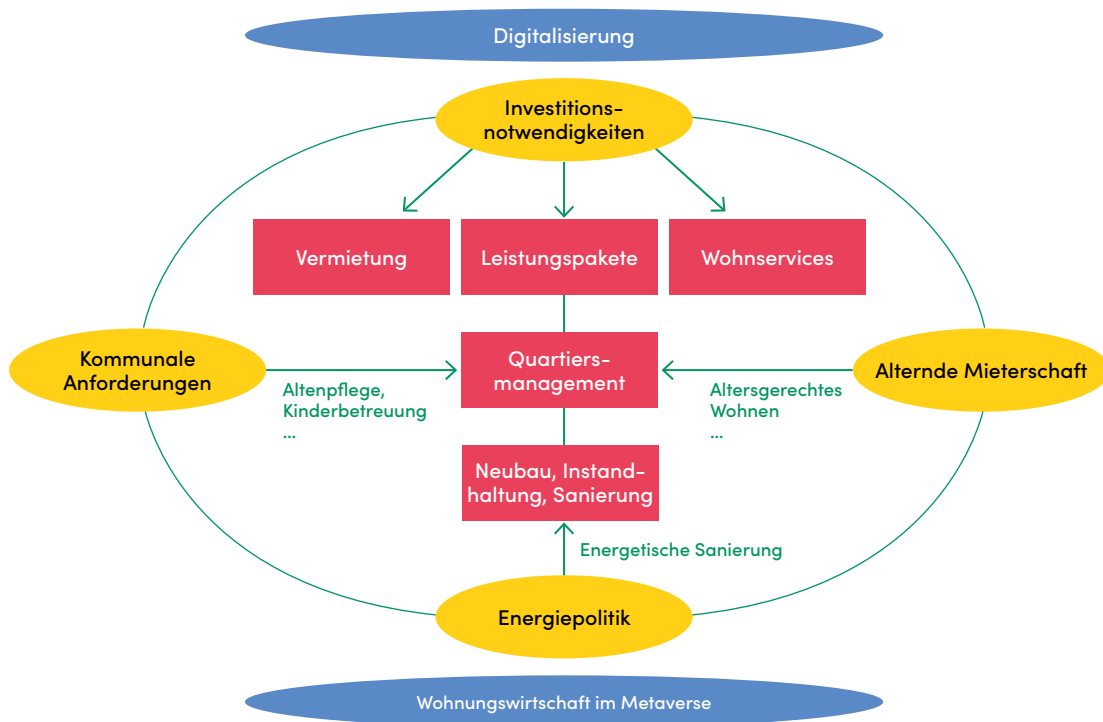 Digitalisierung
Investitions-
notwendigkeiten
Vermietung
Leistungspakete
Wohnservices
Kommunale
Anforderungen
Altenpflege,
Kinderbetreuung
...
Quartiers-
management
Altersgerechtes
Wohnen
...
Alternde Mieterschaft
Neubau, Instand-
haltung, Sanierung
Energetische Sanierung
Energiepolitik
Wohnungswirtschaft im Metaverse